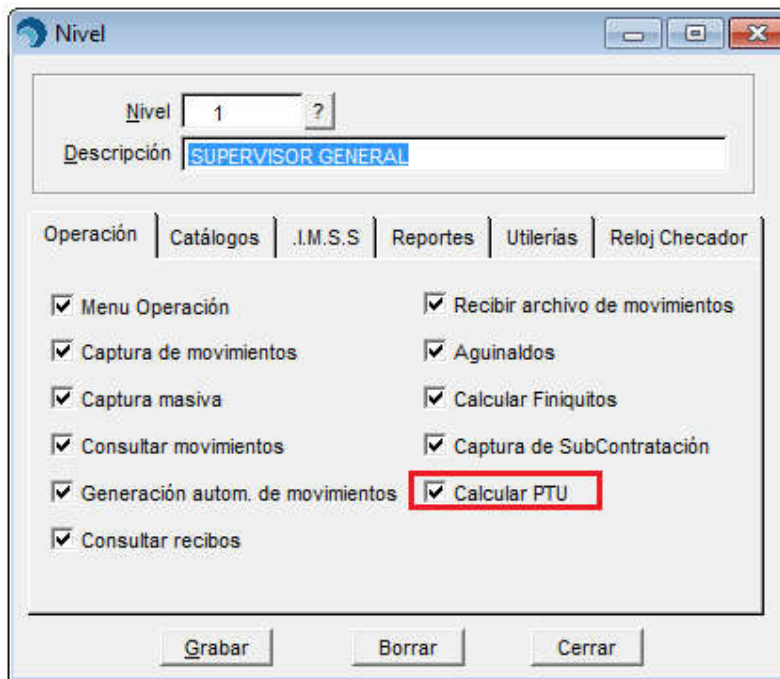 Nivel
Nivel 1 ?
Descripción SUPERVISOR GENERAL
Operación Catálogos .I.M.S.S Reportes Utilerías Reloj Checador
Menu Operación Recibir archivo de movimientos
Captura de movimientos Aguinaldos
Captura masiva Calcular Finiquitos
Consultar movimientos Captura de SubContratación
Generación autom. de movimientos Calcular PTU
Consultar recibos
Grabar Borrar Cerrar